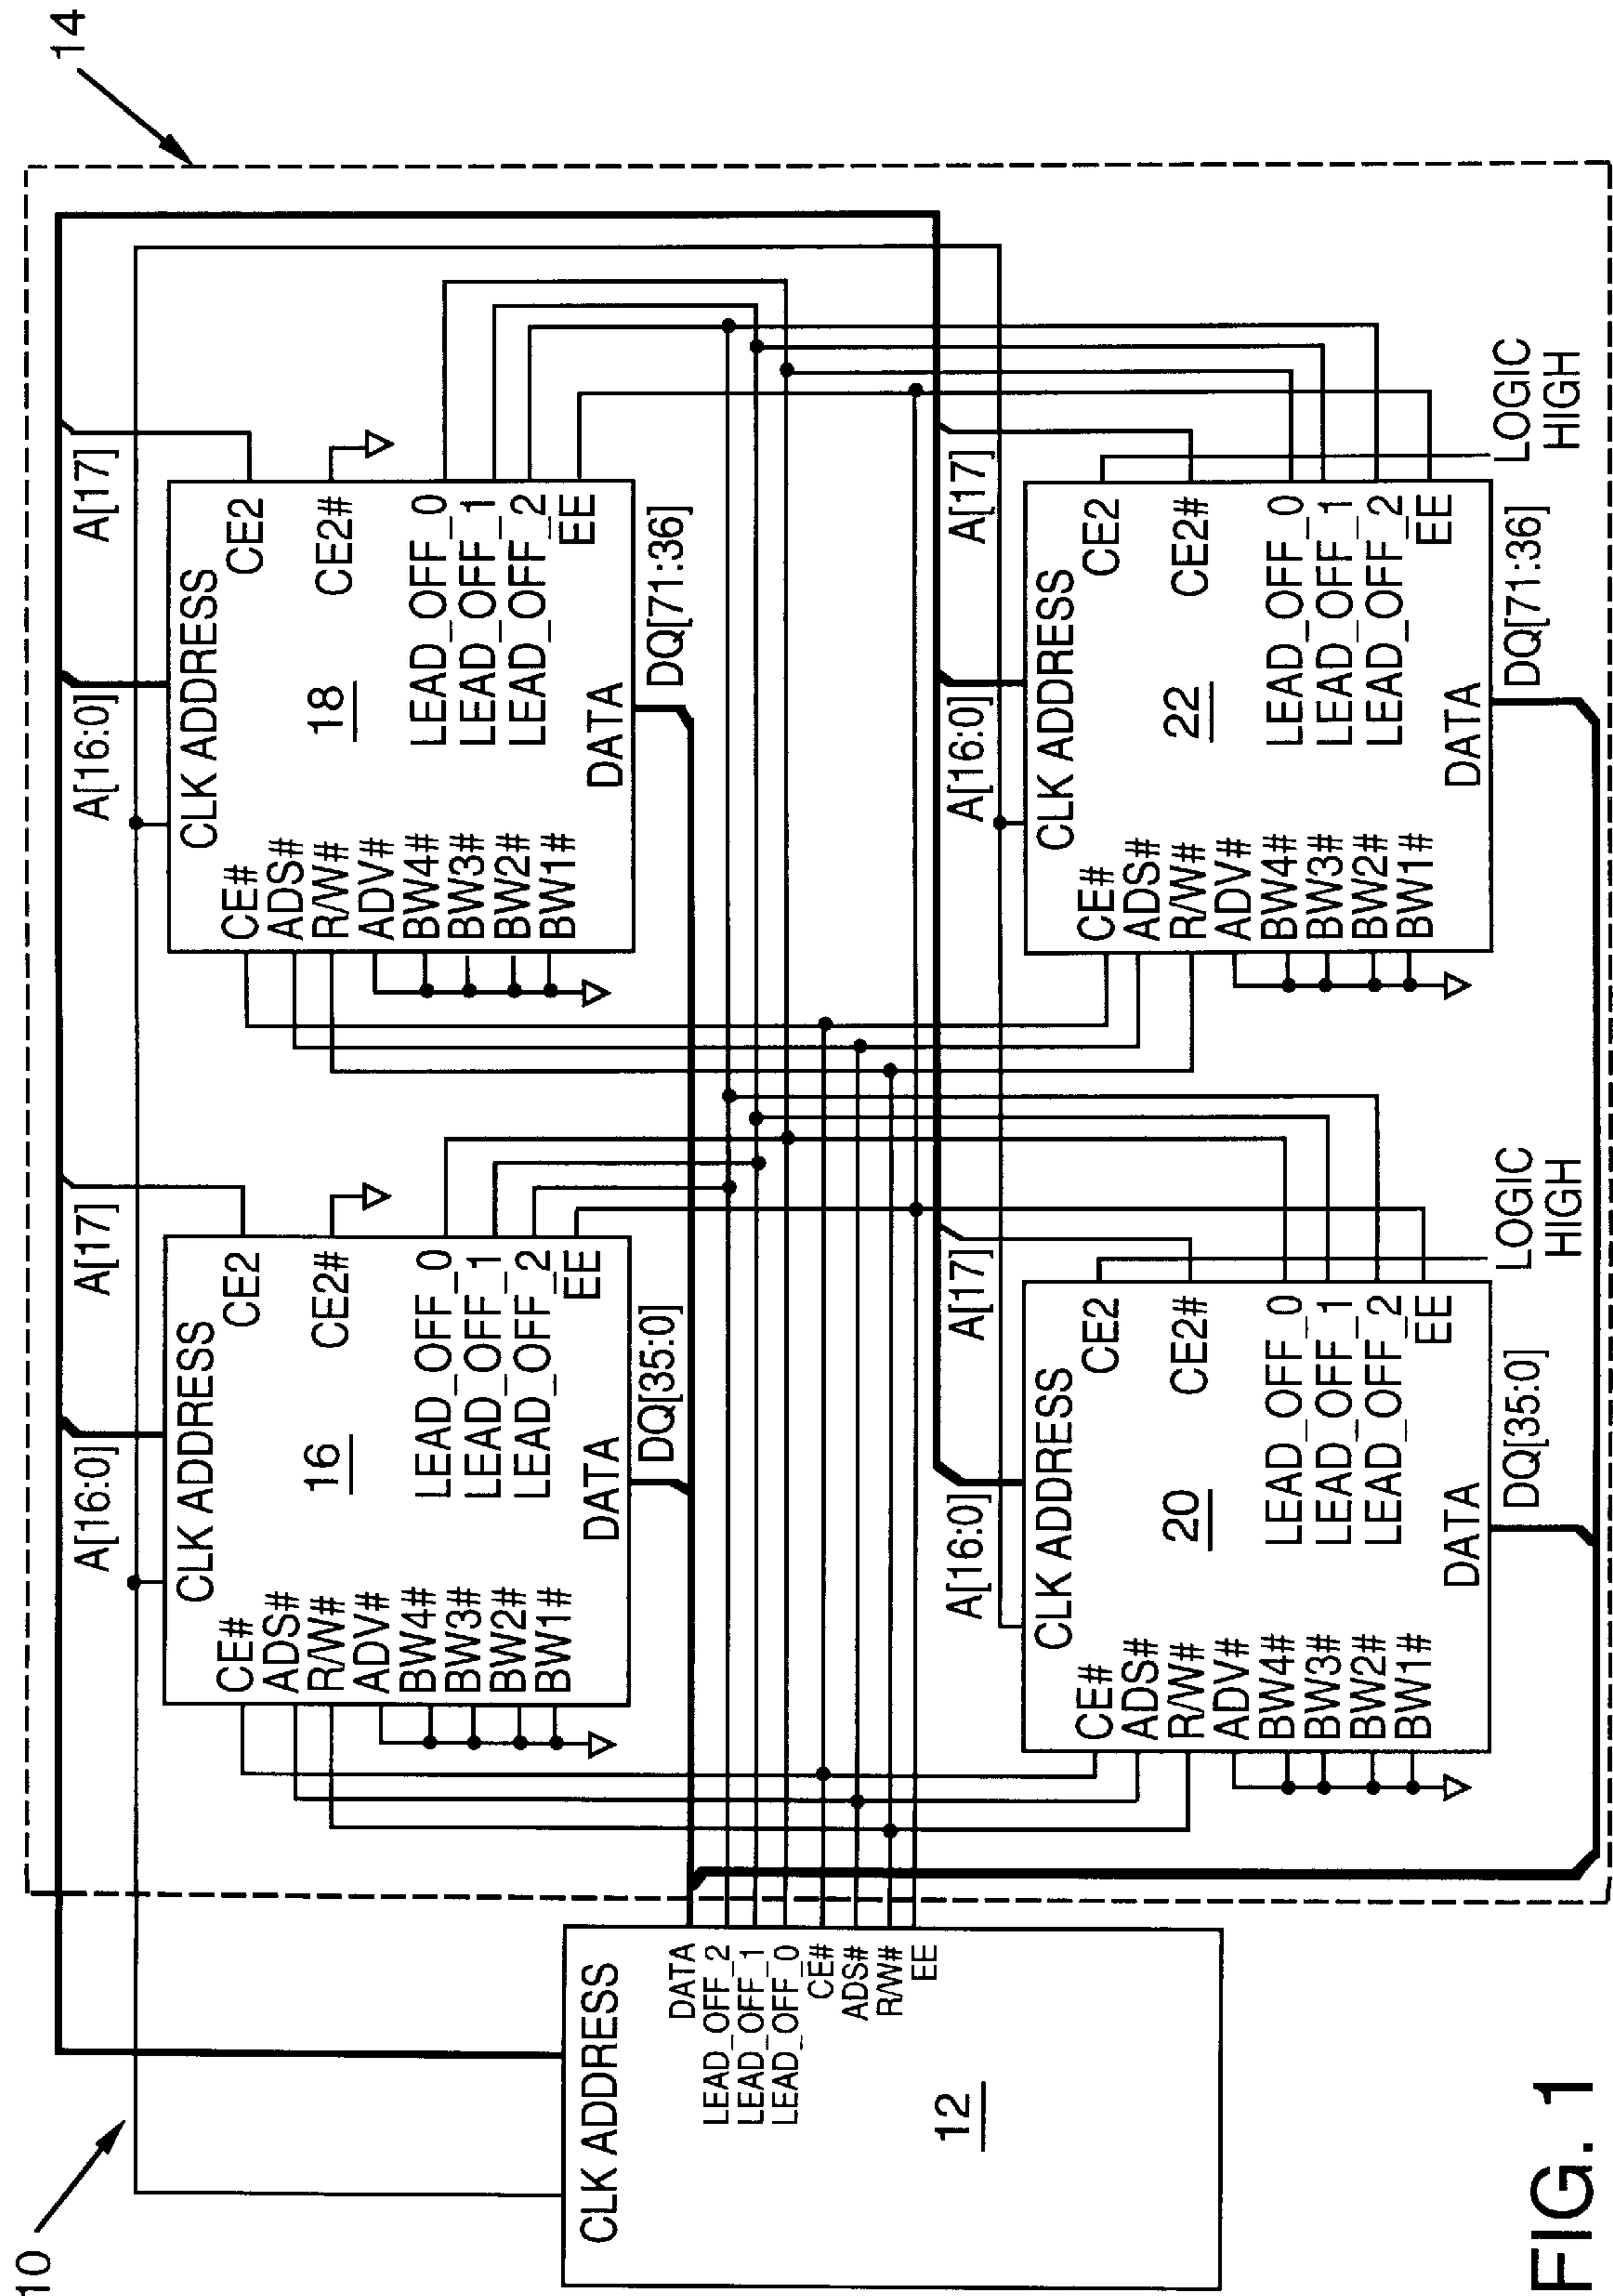 10
14
CLK ADDRESS
DATA
LEAD_OFF_2
LEAD_OFF_1
LEAD_OFF_0
CE#
ADS#
R/W#
EE
12
A[16:0]
A[17]
CLK ADDRESS
CE#
ADS#
R/W#
ADV#
BW4#
BW3#
BW2#
BW1#
16
CE2
CE2#
LEAD_OFF_0
LEAD_OFF_1
LEAD_OFF_2
EE
DATA
DQ[35:0]
A[16:0]
A[17]
CLK ADDRESS
CE#
ADS#
R/W#
ADV#
BW4#
BW3#
BW2#
BW1#
18
CE2
CE2#
LEAD_OFF_0
LEAD_OFF_1
LEAD_OFF_2
EE
DATA
DQ[71:36]
A[16:0]
A[17]
CLK ADDRESS
CE#
ADS#
R/W#
ADV#
BW4#
BW3#
BW2#
BW1#
20
CE2
CE2#
LEAD_OFF_0
LEAD_OFF_1
LEAD_OFF_2
EE
DATA
DQ[35:0]
LOGIC
HIGH
A[16:0]
A[17]
CLK ADDRESS
CE#
ADS#
R/W#
ADV#
BW4#
BW3#
BW2#
BW1#
22
CE2
CE2#
LEAD_OFF_0
LEAD_OFF_1
LEAD_OFF_2
EE
DATA
DQ[71:36]
LOGIC
HIGH
FIG. 1